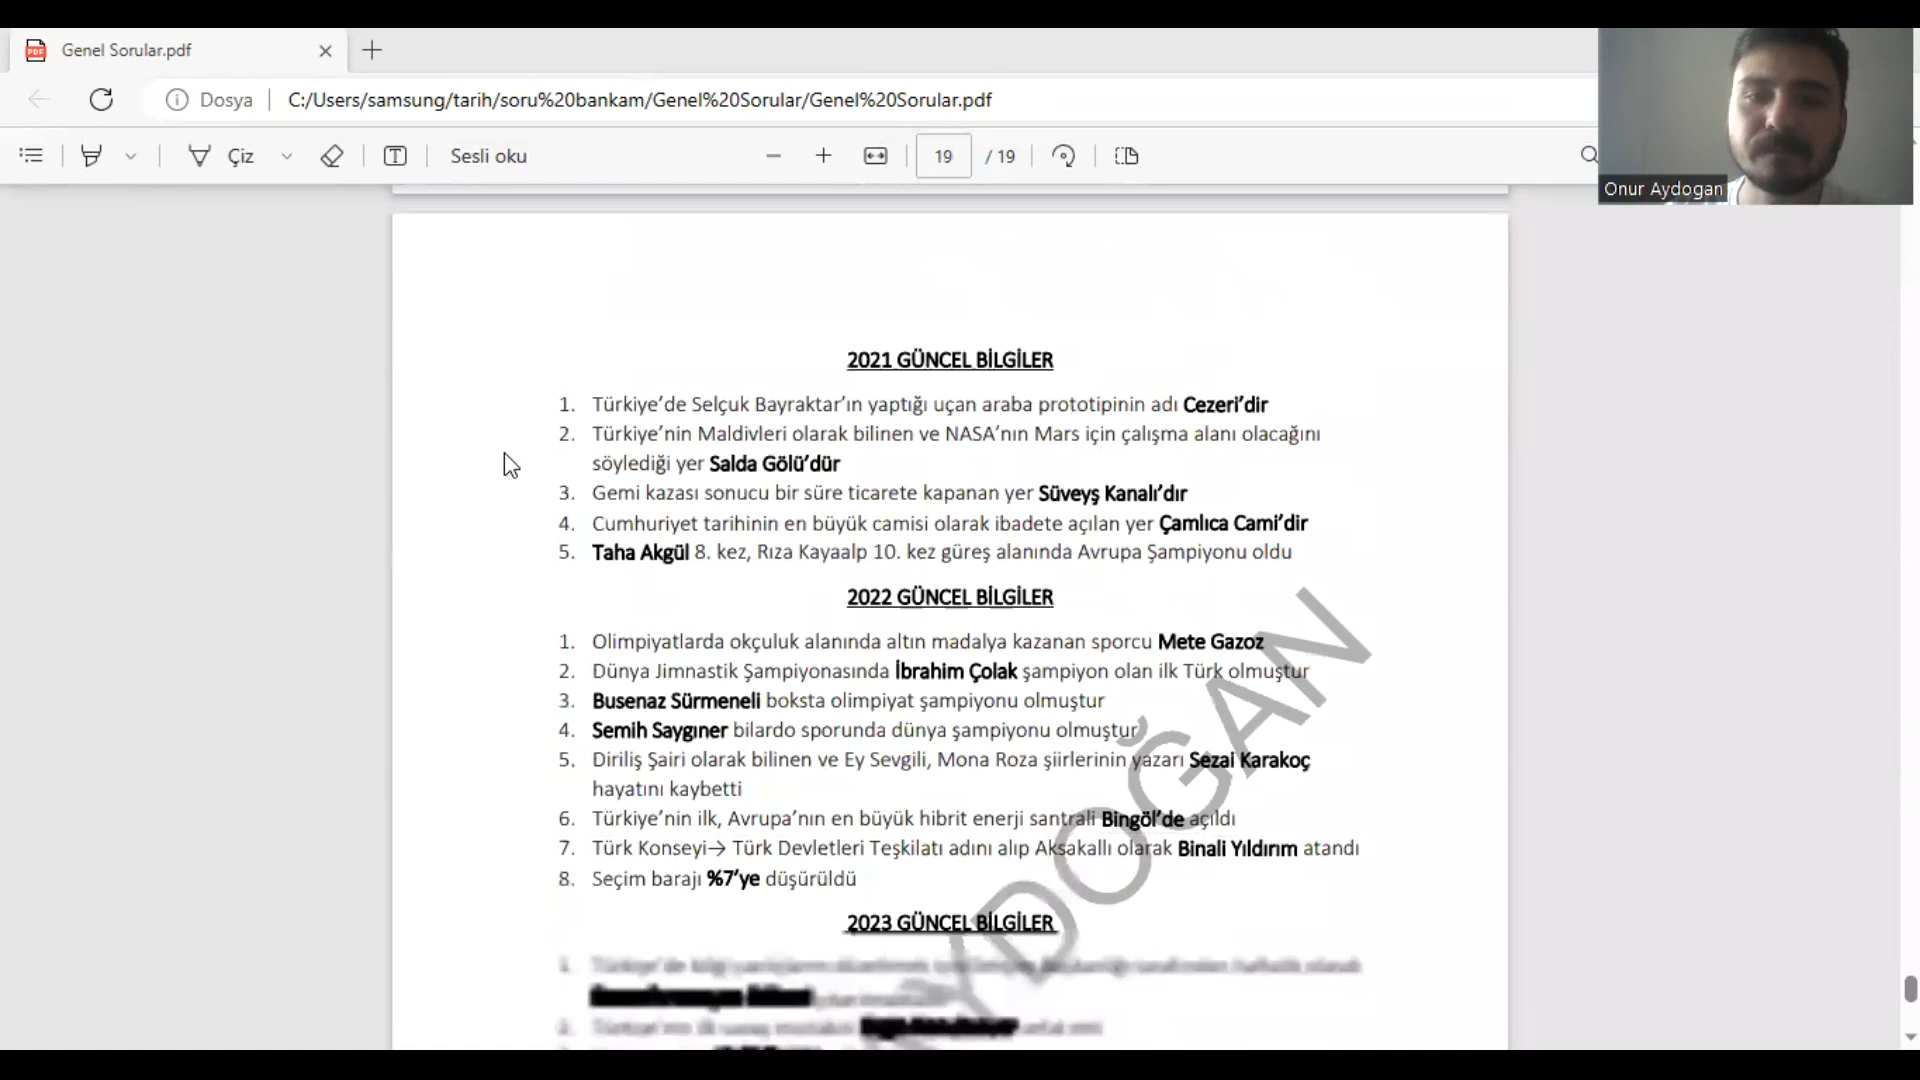 Genel Sorular.pdf
Dosya
C:/Users/samsung/tarih/soru%20bankam/Genel%20Sorular/Genel%20Sorular.pdf
Çiz
Sesli oku
19
/ 19
Onur Aydogan
2021 GÜNCEL BİLGİLER
1. Türkiye’de Selçuk Bayraktar’ın yaptığı uçan araba prototipinin adı Cezeri’dir
2. Türkiye’nin Maldivleri olarak bilinen ve NASA’nın Mars için çalışma alanı olacağını
söylediği yer Salda Gölü’dür
3. Gemi kazası sonucu bir süre ticarete kapanan yer Süveyş Kanalı’dır
4. Cumhuriyet tarihinin en büyük camisi olarak ibadete açılan yer Çamlıca Cami’dir
5. Taha Akgül 8. kez, Rıza Kayaalp 10. kez güreş alanında Avrupa Şampiyonu oldu
2022 GÜNCEL BİLGİLER
1. Olimpiyatlarda okçuluk alanında altın madalya kazanan sporcu Mete Gazoz
2. Dünya Jimnastik Şampiyonasında İbrahim Çolak şampiyon olan ilk Türk olmuştur
3. Busenaz Sürmeneli boksta olimpiyat şampiyonu olmuştur
4. Semih Saygıner bilardo sporunda dünya şampiyonu olmuştur
5. Diriliş Şairi olarak bilinen ve Ey Sevgili, Mona Roza şiirlerinin yazarı Sezai Karakoç
hayatını kaybetti
6. Türkiye’nin ilk, Avrupa’nın en büyük hibrit enerji santrali Bingöl’de açıldı
7. Türk Konseyi→ Türk Devletleri Teşkilatı adını alıp Aksakallı olarak Binali Yıldırım atandı
8. Seçim barajı %7’ye düşürüldü
2023 GÜNCEL BİLGİLER
AYDOĞAN